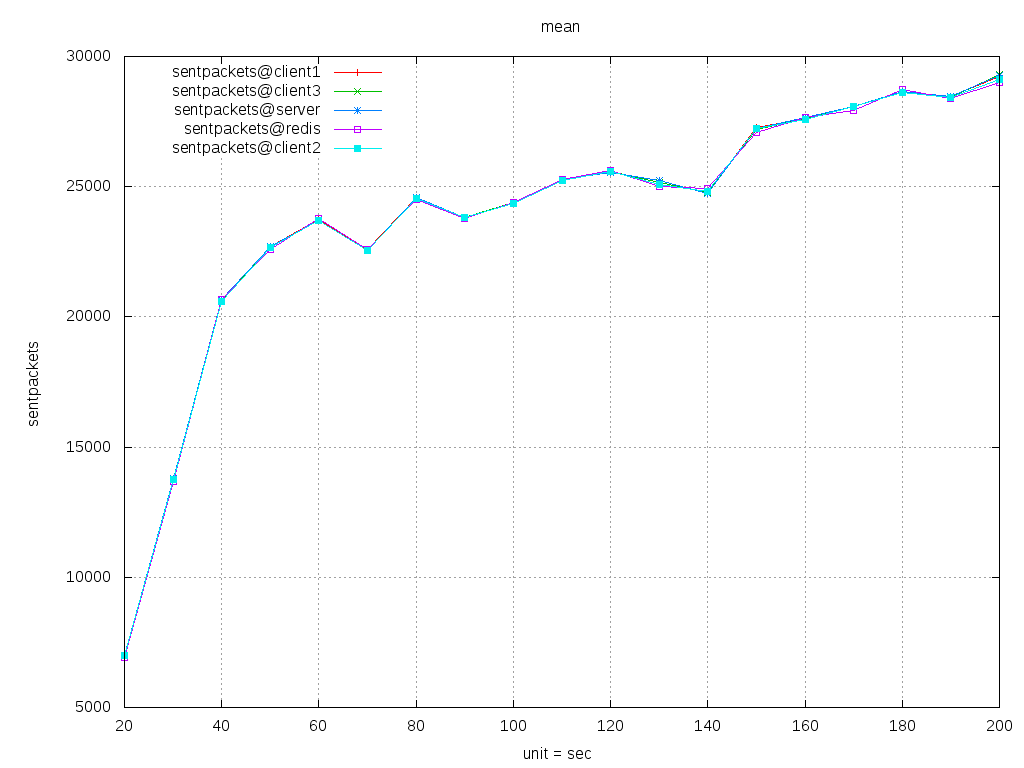 mean
30000
25000
20000
15000
10000
5000
sentpackets
sentpackets@client1
sentpackets@client3
sentpackets@server
sentpackets@redis
sentpackets@client2
20 40 60 80 100 120 140 160 180 200
unit = sec